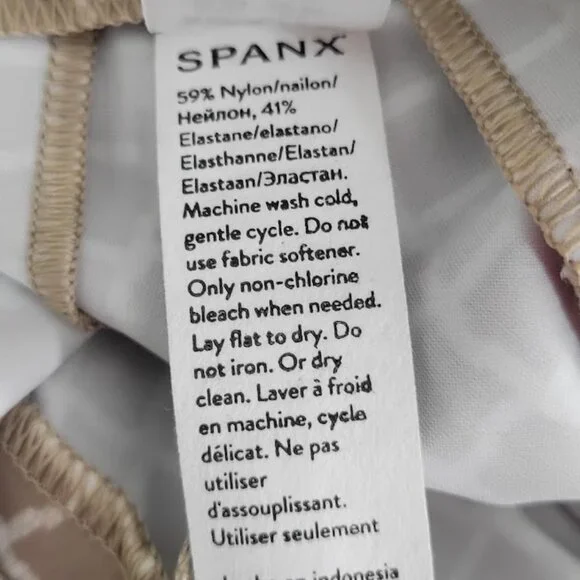 SPANX
59% Nylon/nailon/
Нейлон, 41%
Elastane/elastano/
Elasthanne/Elastan/
Elastaan/Эластан.
Machine wash cold,
gentle cycle. Do not
use fabric softener.
Only non-chlorine
bleach when needed.
Lay flat to dry. Do
not iron. Or dry
clean. Laver à froid
en machine, cycle
délicat. Ne pas
utiliser
d'assouplissant.
Utiliser seulement
en indonesia